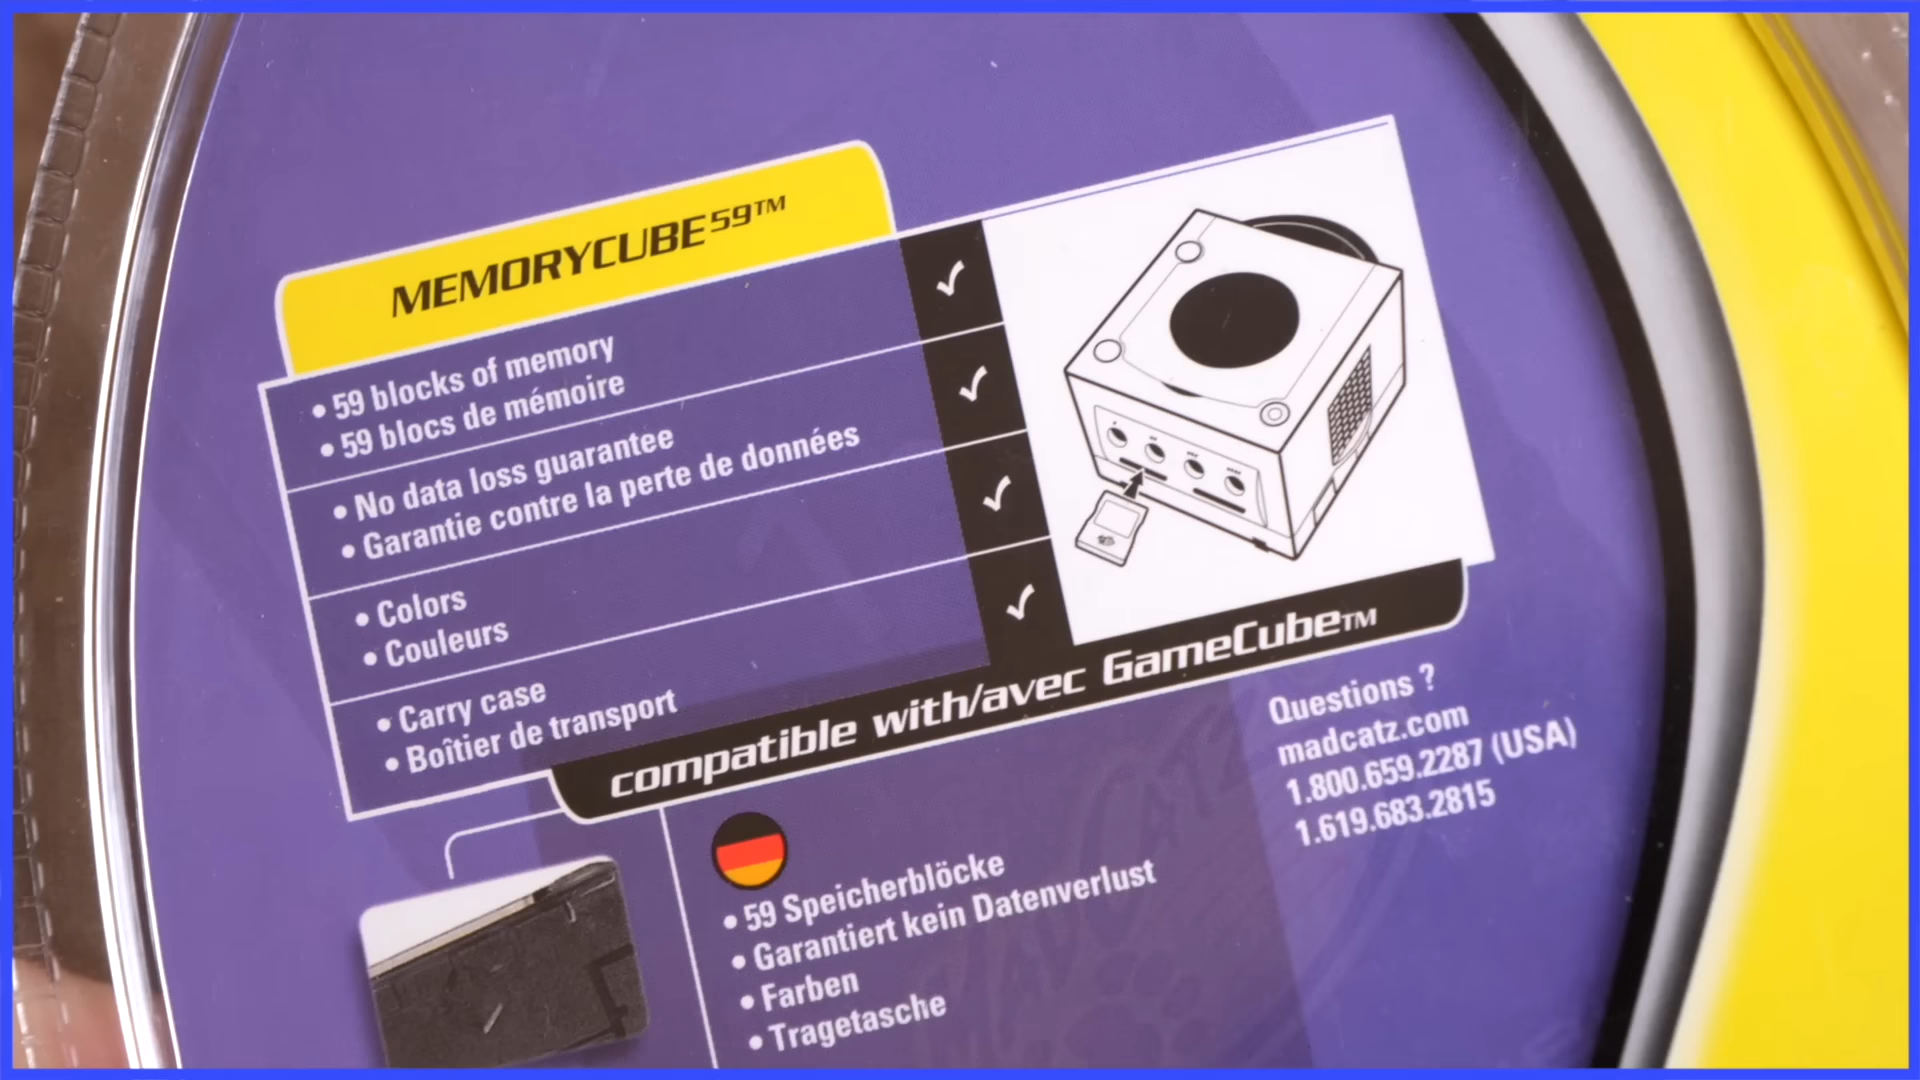 MEMORYCUBE59™
• 59 blocks of memory
• 59 blocs de mémoire
• No data loss guarantee
• Garantie contre la perte de données
• Colors
• Couleurs
• Carry case
• Boîtier de transport
compatible with/avec GameCube™
Questions ?
madcatz.com
1.800.659.2287 (USA)
1.619.683.2815
• 59 Speicherblöcke
• Garantiert kein Datenverlust
• Farben
• Tragetasche